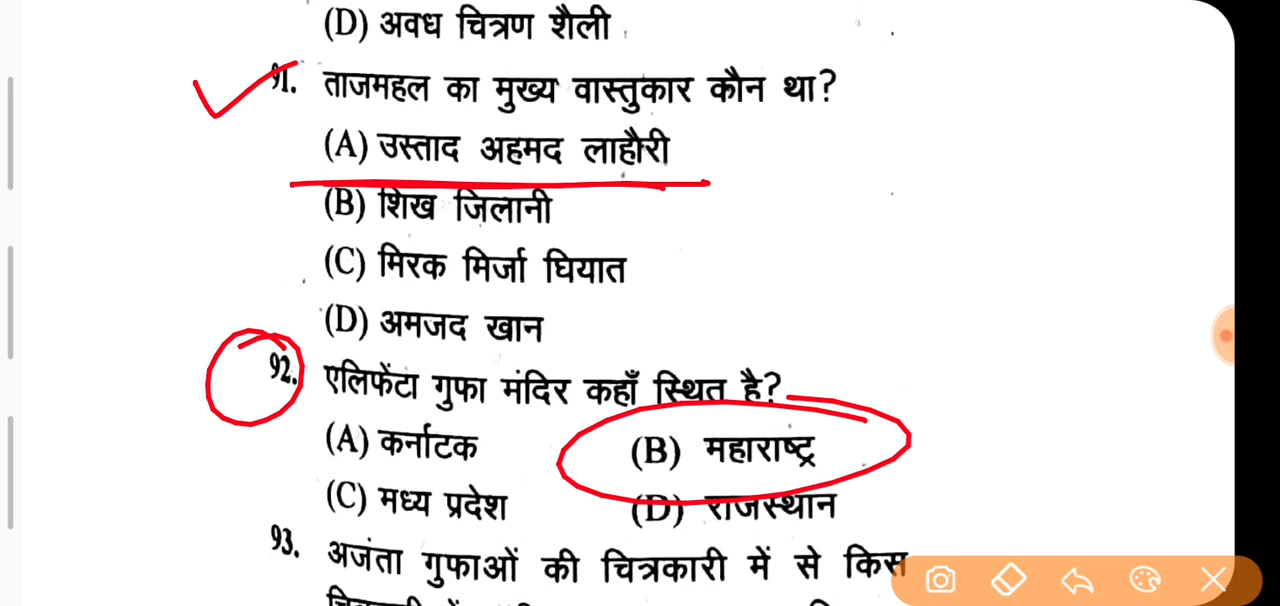 (D) अवध चित्रण शैली
91. ताजमहल का मुख्य वास्तुकार कौन था?
(A) उस्ताद अहमद लाहौरी
(B) शिख जिलानी
(C) मिरक मिर्जा घियात
(D) अमजद खान
92. एलिफेंटा गुफा मंदिर कहाँ स्थित है?
(A) कर्नाटक (B) महाराष्ट्र
(C) मध्य प्रदेश (D) राजस्थान
93. अजंता गुफाओं की चित्रकारी में से किस